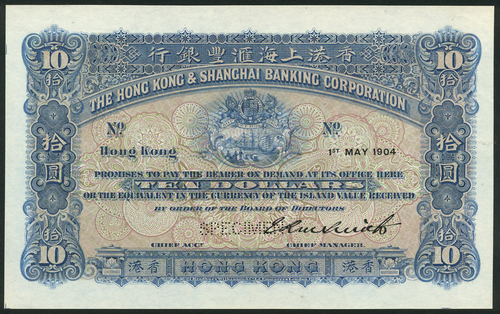 行銀豐滙海上港香
10 10
拾 拾
THE HONG KONG & SHANGHAI BANKING CORPORATION
Nº Nº
Hong Kong 1ST MAY 1904
拾圓 拾圓
PROMISES TO PAY THE BEARER ON DEMAND AT ITS OFFICE HERE
TEN DOLLARS
OR THE EQUIVALENT IN THE CURRENCY OF THE ISLAND VALUE RECEIVED
BY ORDER OF THE BOARD OF DIRECTORS
SPECIMEN
CHIEF ACCT. CHIEF MANAGER.
10 10
港香 HONG KONG 港香